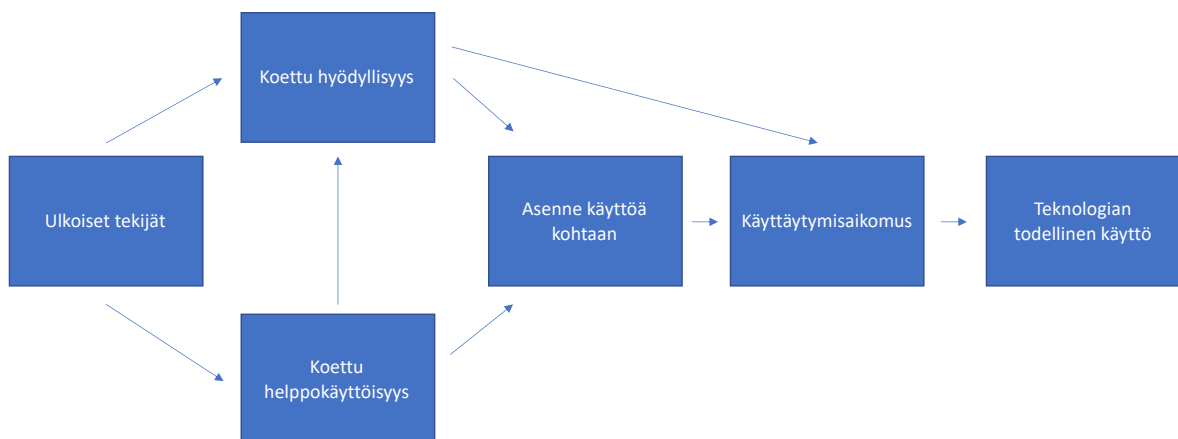 Koettu hyödyllisyys
Ulkoiset tekijät
Koettu
helppokäyttöisyys
Asenne käyttöä
kohtaan
Käyttäytymisaikomus
Teknologian
todellinen käyttö